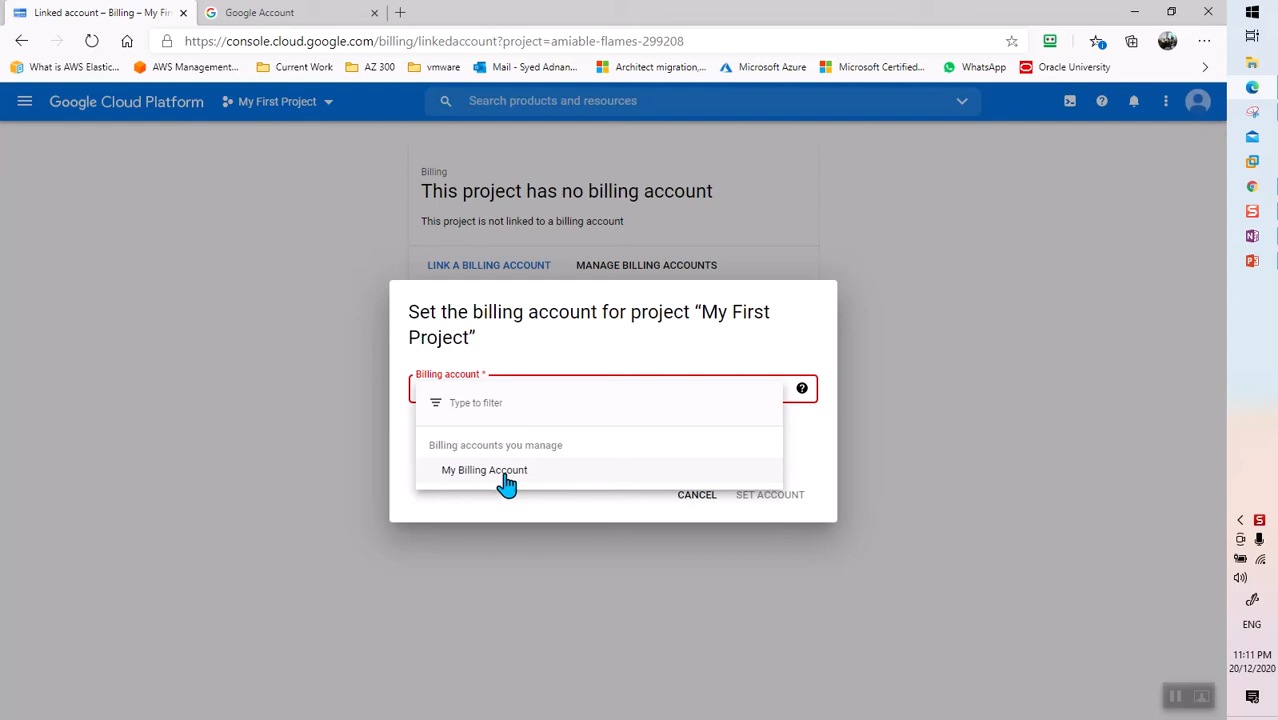 Linked account – Billing – My Fir
Google Account
https://console.cloud.google.com/billing/linkedaccount?project=amiable-flames-299208
What is AWS Elastic...
AWS Management...
Current Work
AZ 300
vmware
Mail - Syed Adnan...
Architect migration,...
Microsoft Azure
Microsoft Certified...
WhatsApp
Oracle University
Google Cloud Platform
My First Project
Search products and resources
Billing
This project has no billing account
This project is not linked to a billing account
LINK A BILLING ACCOUNT
MANAGE BILLING ACCOUNTS
Set the billing account for project “My First
Project”
Billing account *
Type to filter
Billing accounts you manage
My Billing Account
CANCEL
SET ACCOUNT
ENG
11:11 PM
20/12/2020